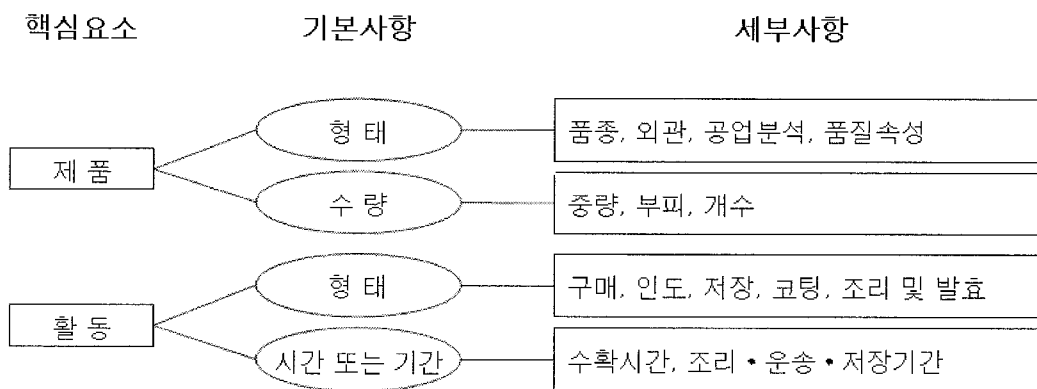 핵심요소 기본사항 세부사항
형 태 품종, 외관, 공업분석, 품질속성
제 품
수 량 중량, 부피, 개수
형 태 구매, 인도, 저장, 코팅, 조리 및 발효
활 동
시간 또는 기간 수확시간, 조리•운송•저장기간